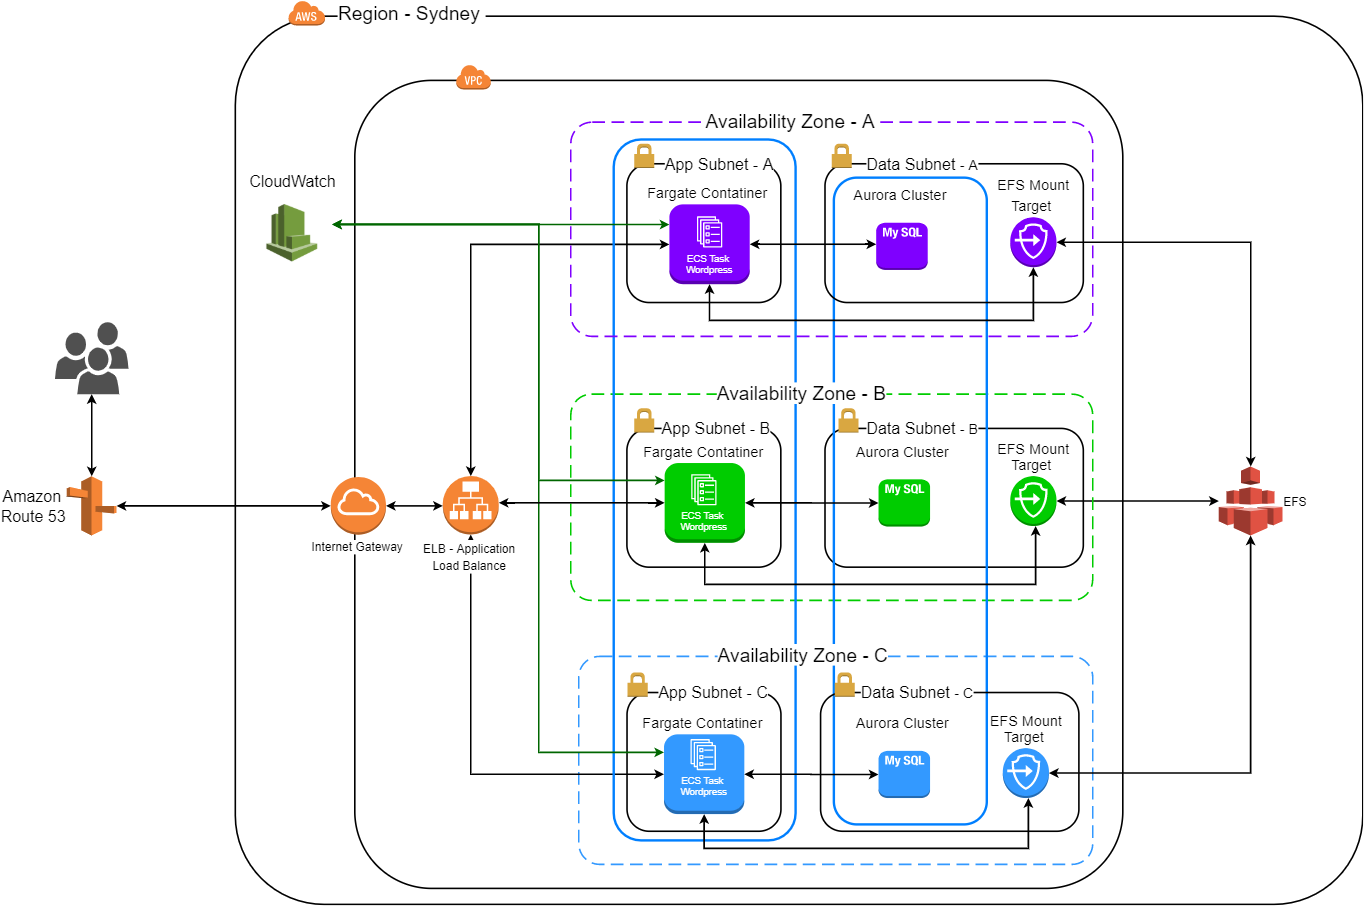 AWS
Region - Sydney
VPC
Availability Zone - A
App Subnet - A
Data Subnet - A
CloudWatch
Fargate Contatiner
Aurora Cluster
EFS Mount
Target
My SQL
ECS Task
Wordpress
Availability Zone - B
App Subnet - B
Data Subnet - B
Fargate Contatiner
Aurora Cluster
EFS Mount
Target
My SQL
ECS Task
Wordpress
Amazon
Route 53
Internet Gateway
ELB - Application
Load Balance
EFS
Availability Zone - C
App Subnet - C
Data Subnet - C
Fargate Contatiner
Aurora Cluster
EFS Mount
Target
My SQL
ECS Task
Wordpress